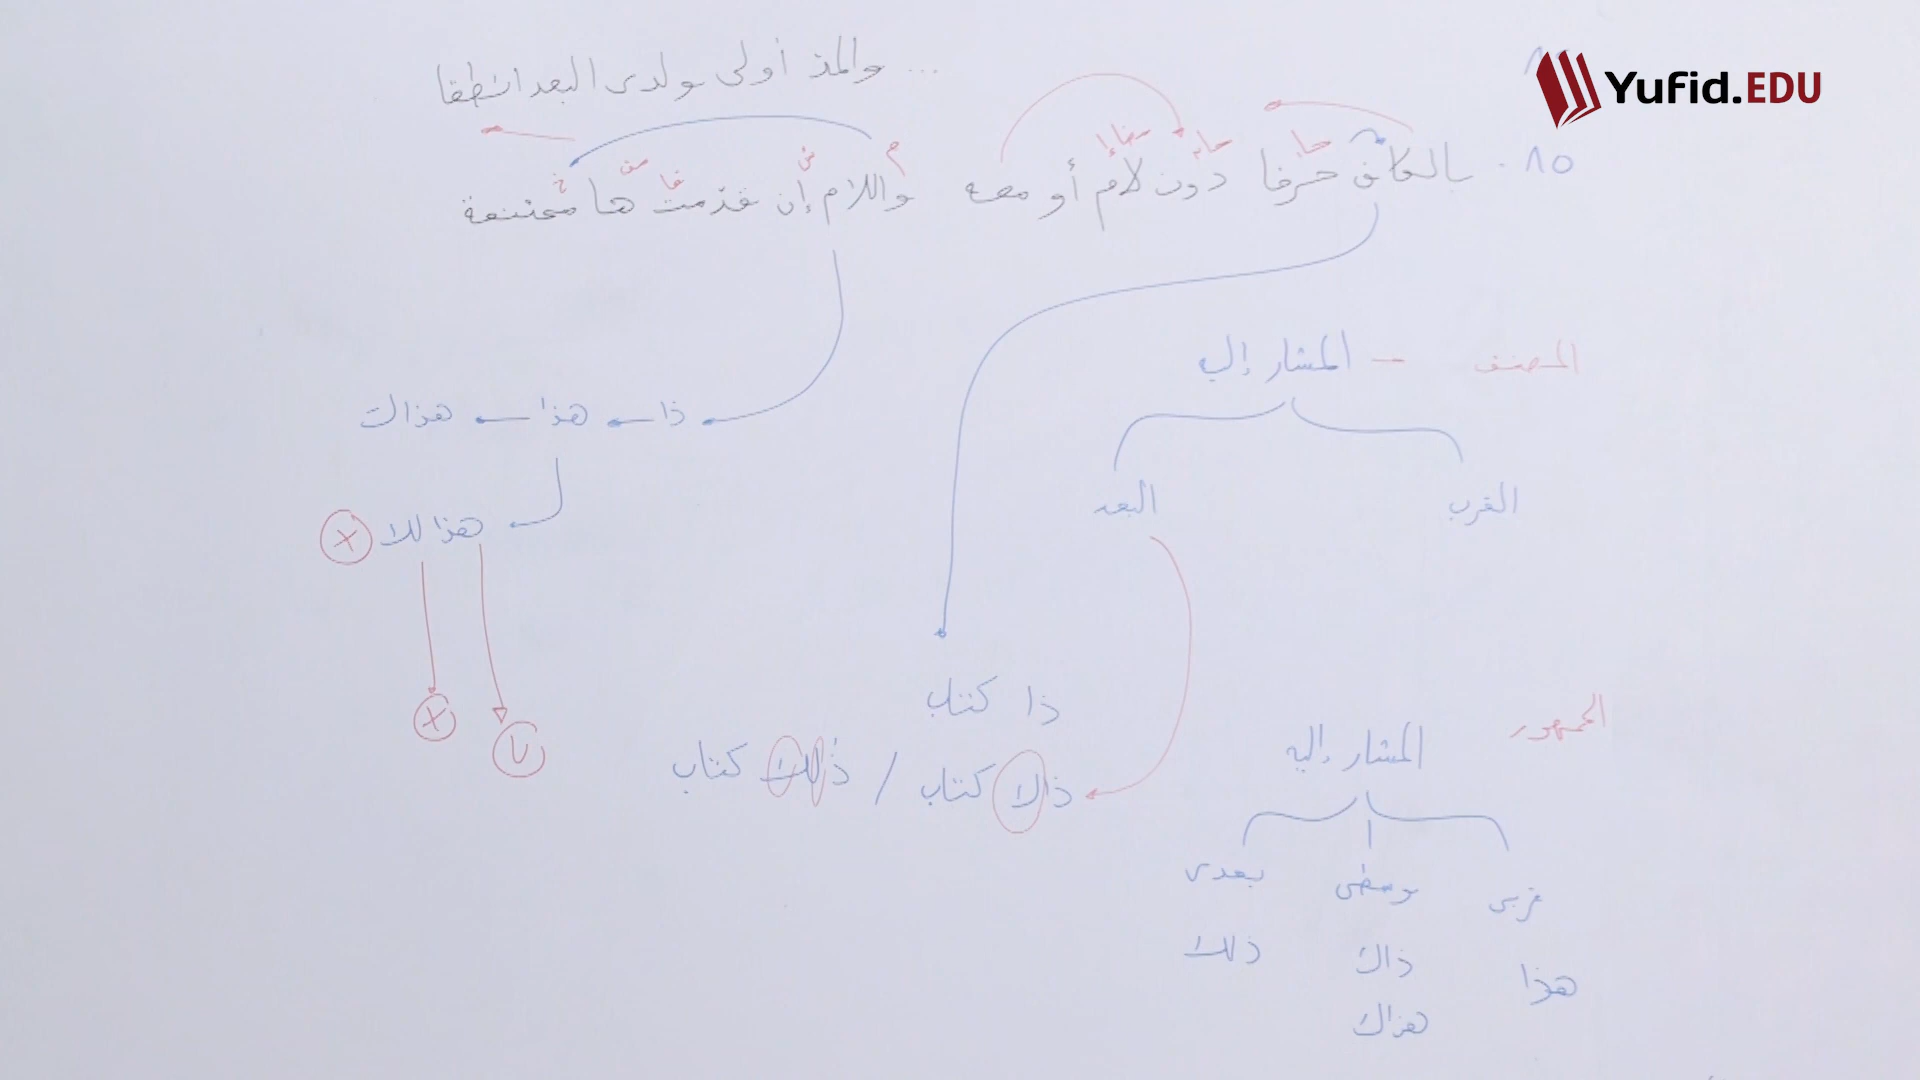 ... والمد أولى ولدى البعد انطقا
Yufid.EDU
٨٥. بالكاف حرفا دون لام أو معه واللام إن قدمت ها ممتنعة
المصنف - المشار إلى
القرب البعد
ذا هذا هذاك
هذا للا
ذا كتاب
ذاك كتاب / ذلك كتاب
الجمهور
المشار إليه
قربى وسطى بعدى
هذا ذاك ذلك
هذاك